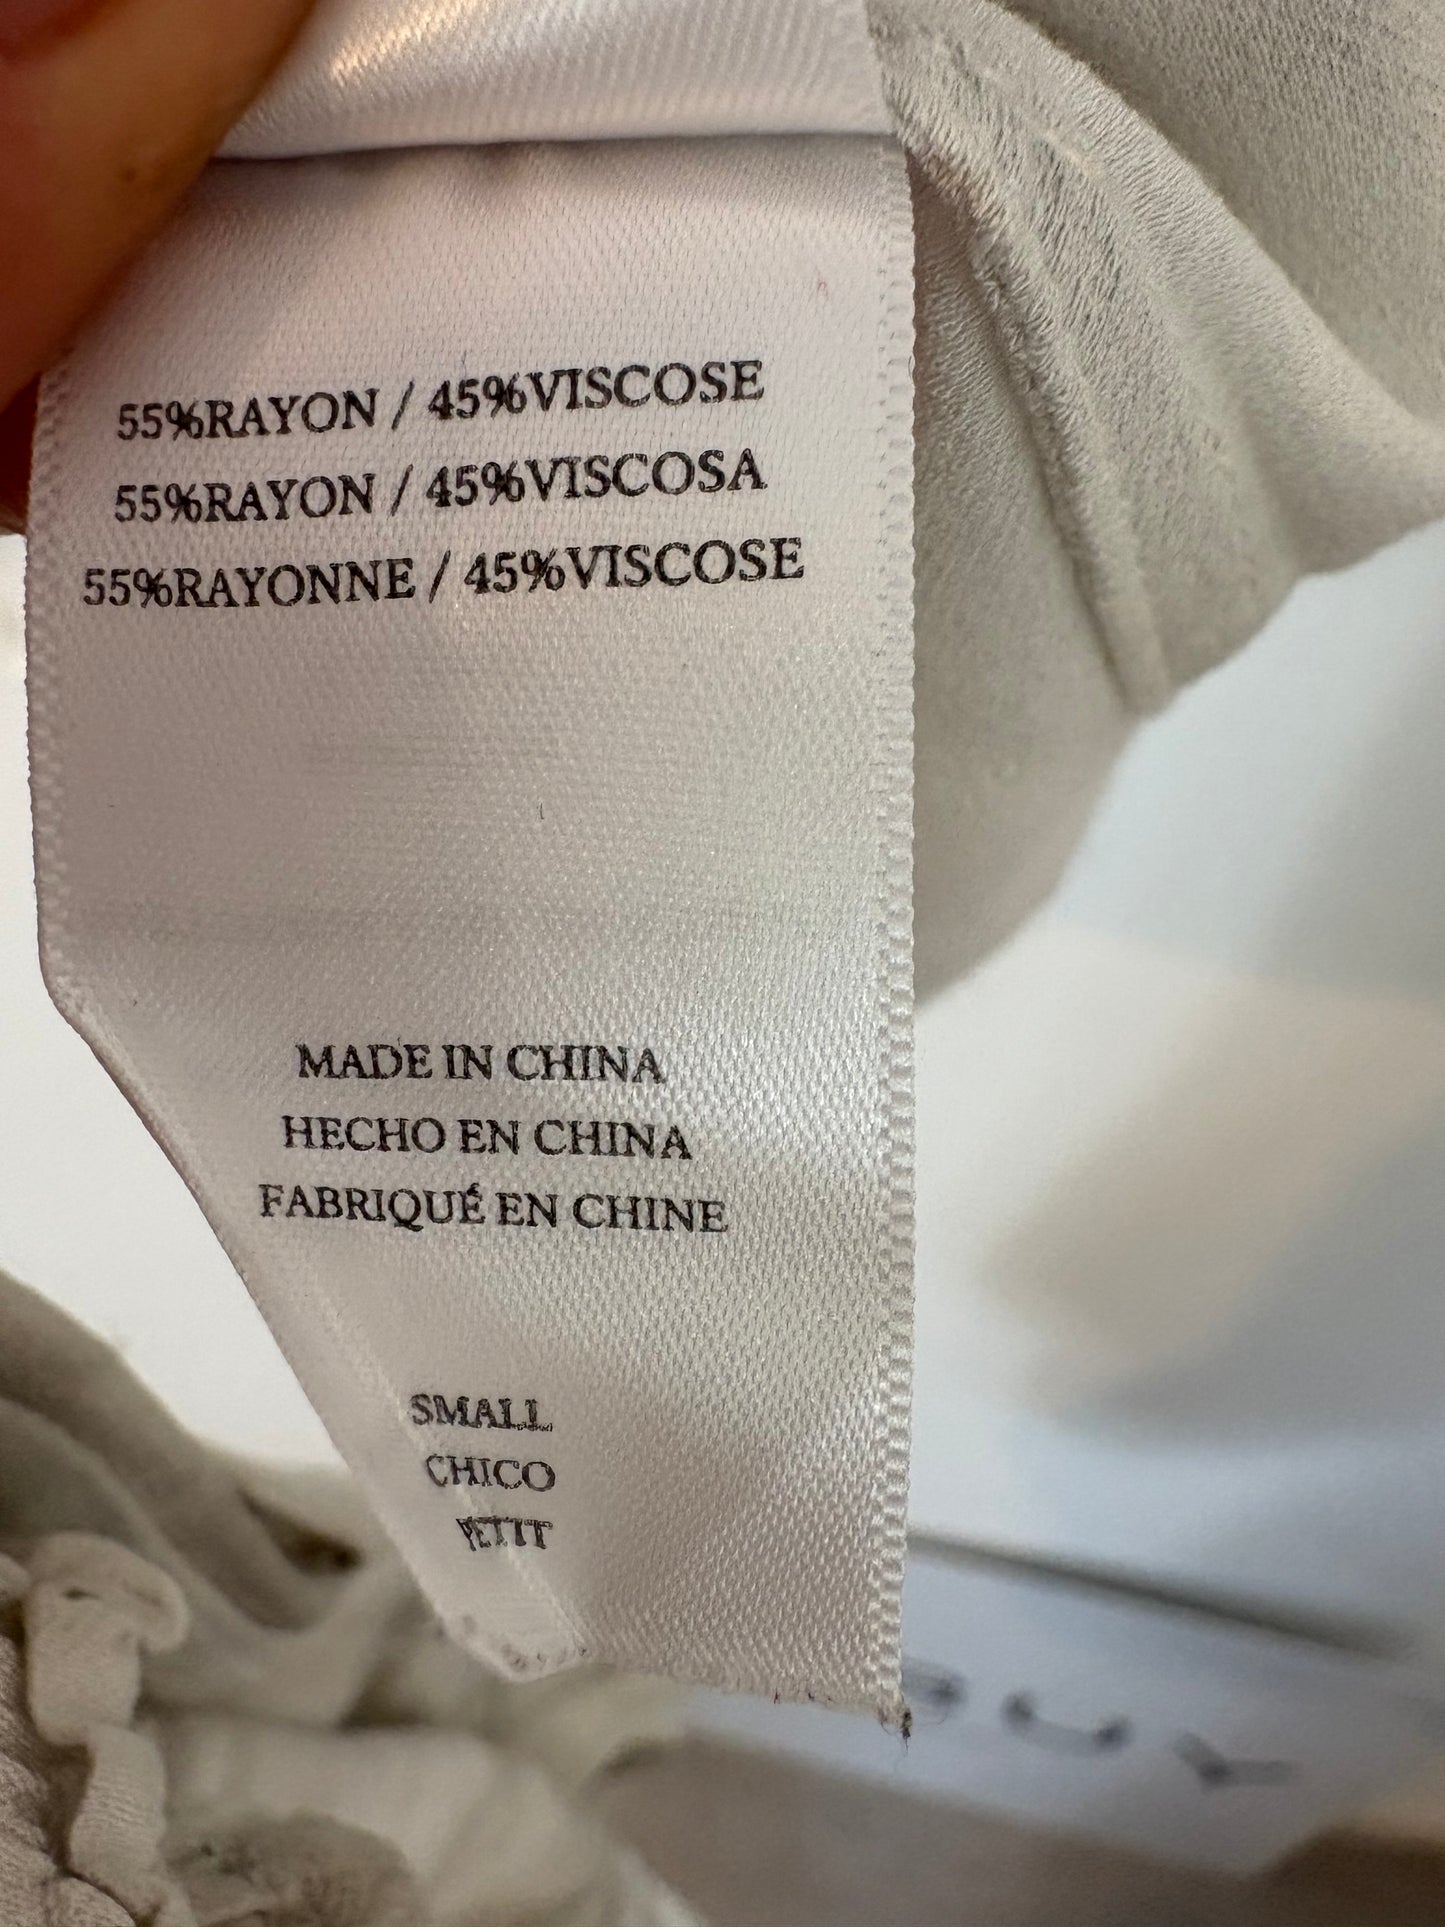 55%RAYON / 45%VISCOSE
55%RAYON / 45%VISCOSA
55%RAYONNE / 45%VISCOSE
MADE IN CHINA
HECHO EN CHINA
FABRIQUÉ EN CHINE
SMALL
CHICO
PETIT